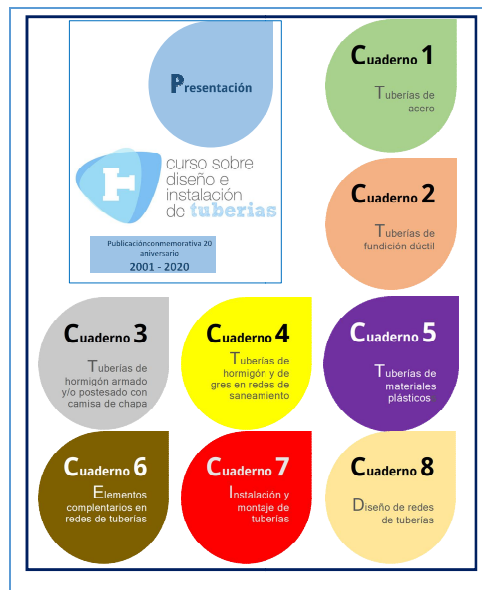 Presentación
curso sobre
diseño e
instalación
de tuberias
Publicaciónconmemorativa 20
aniversario
2001 - 2020
Cuaderno 1
Tuberías de
acero
Cuaderno 2
Tuberías de
fundición dúctil
Cuaderno 3
Tuberías de
hormigón armado
y/o postesado con
camisa de chapa
Cuaderno 4
Tuberías de
hormigón y de
gres en redes de
saneamiento
Cuaderno 5
Tuberías de
materiales
plásticos
Cuaderno 6
Elementos
complentarios en
redes de tuberías
Cuaderno 7
Instalación y
montaje de
tuberías
Cuaderno 8
Diseño de redes
de tuberías